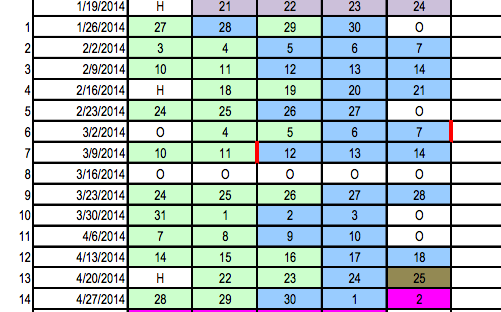 1/19/2014 H 21 22 23 24
1 1/26/2014 27 28 29 30 O
2 2/2/2014 3 4 5 6 7
3 2/9/2014 10 11 12 13 14
4 2/16/2014 H 18 19 20 21
5 2/23/2014 24 25 26 27 O
6 3/2/2014 O 4 5 6 7
7 3/9/2014 10 11 12 13 14
8 3/16/2014 O O O O O
9 3/23/2014 24 25 26 27 28
10 3/30/2014 31 1 2 3 O
11 4/6/2014 7 8 9 10 O
12 4/13/2014 14 15 16 17 18
13 4/20/2014 H 22 23 24 25
14 4/27/2014 28 29 30 1 2